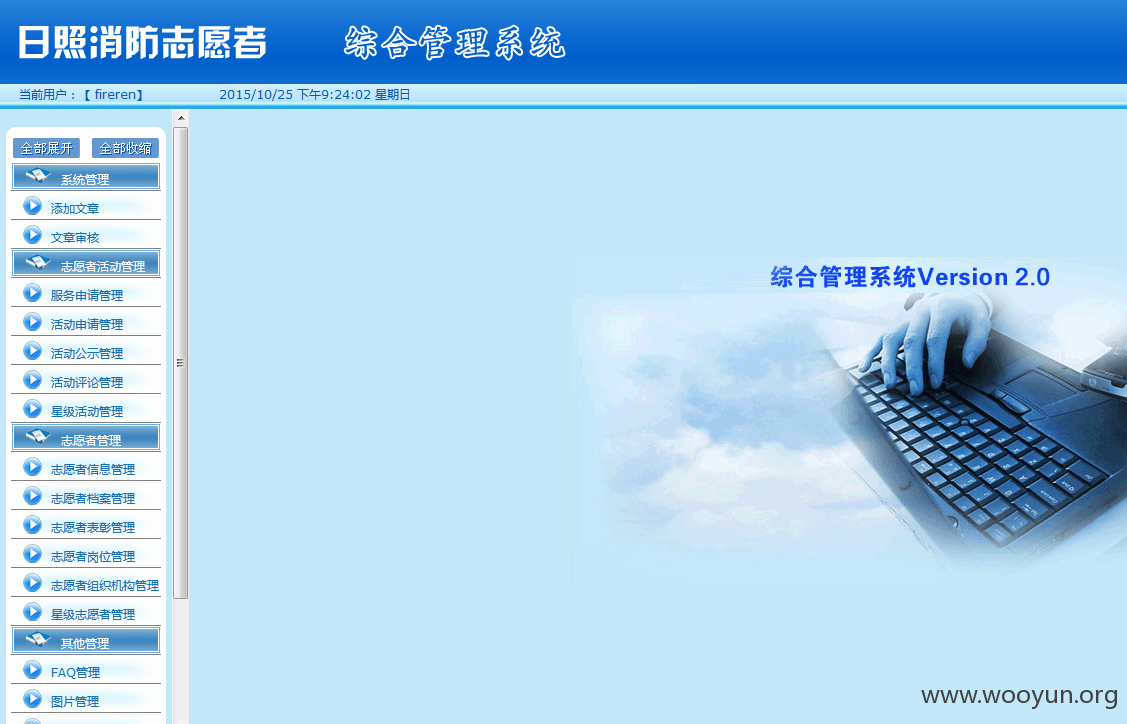 日照消防志愿者 综合管理系统
当前用户：【 fireren】 2015/10/25 下午9:24:02 星期日
全部展开 全部收缩
系统管理
添加文章
文章审核
志愿者活动管理
服务申请管理
活动申请管理
活动公示管理
活动评论管理
星级活动管理
志愿者管理
志愿者信息管理
志愿者档案管理
志愿者表彰管理
志愿者岗位管理
志愿者组织机构管理
星级志愿者管理
其他管理
FAQ管理
图片管理
综合管理系统Version 2.0
www.wooyun.org